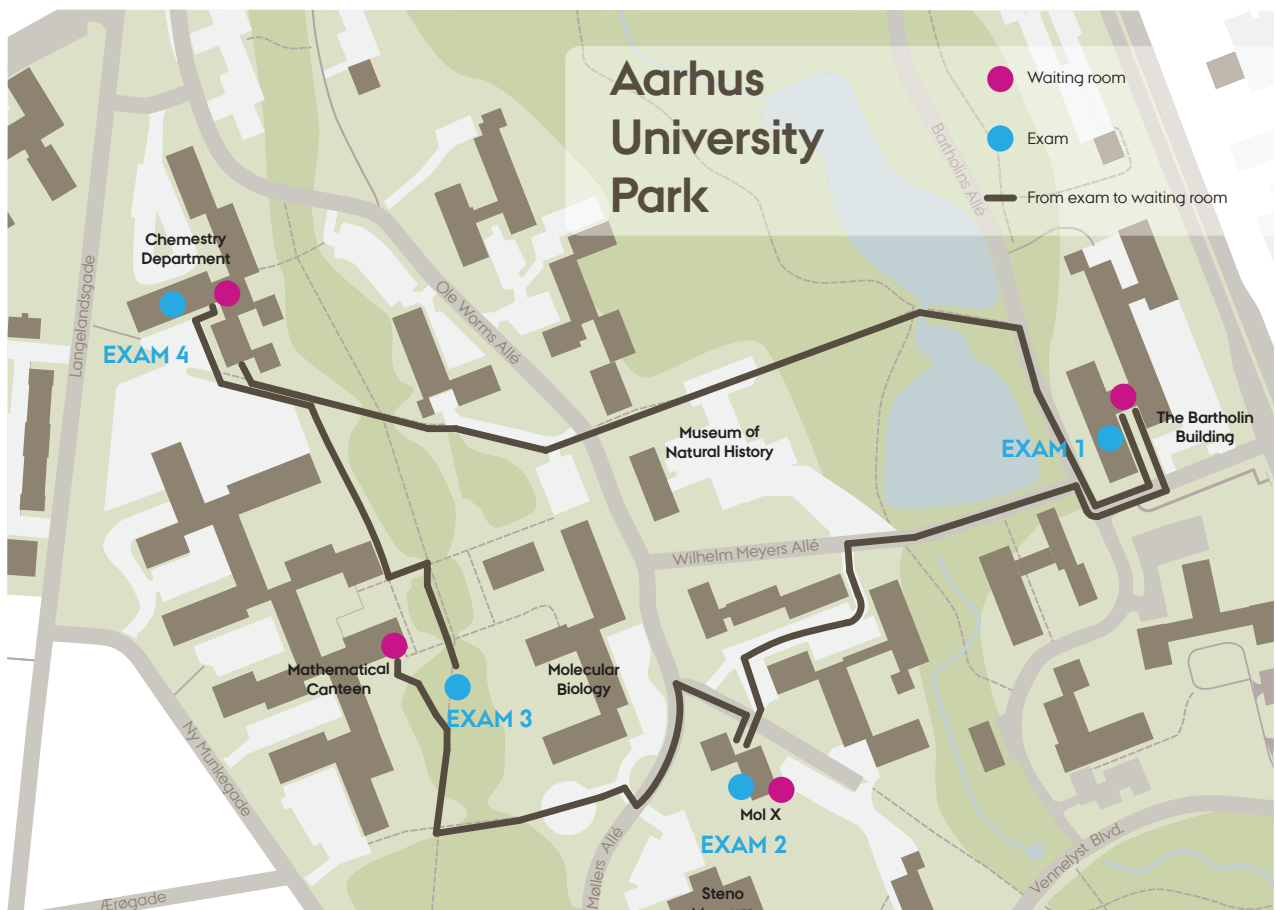 Aarhus
University
Park
Waiting room
Exam
From exam to waiting room
Bartholins Allé
Chemestry
Department
Langelandsgade
EXAM 4
Ole Worms Allé
Museum of
Natural History
EXAM 1
The Bartholin
Building
Wilhelm Meyers Allé
Mathematical
Canteen
Molecular
Biology
EXAM 3
Ny Munkegade
Mol X
EXAM 2
Møllers Allé
Vennelyst Blvd.
Ærøgade
Steno